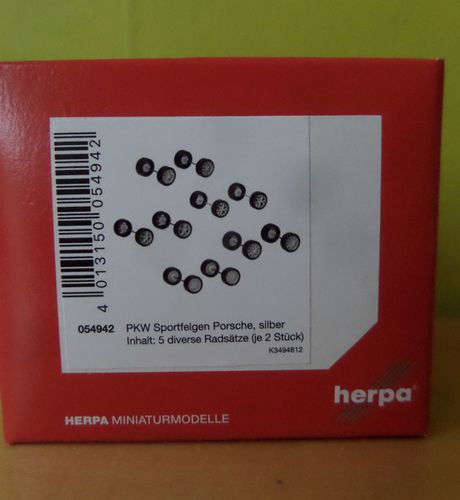 4 013150 054942
054942 PKW Sportfelgen Porsche, silber
Inhalt: 5 diverse Radsätze (je 2 Stück)
K3494812
herpa
HERPA MINIATURMODELLE